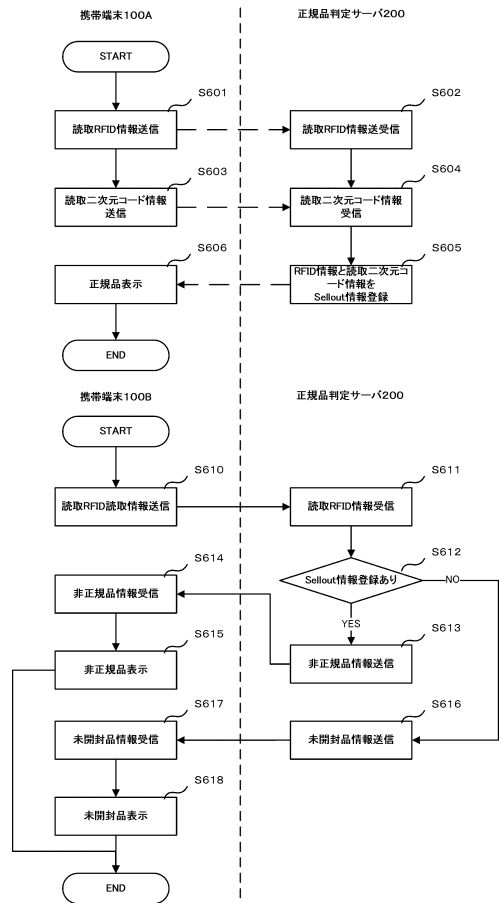 携帯端末100A
正規品判定サーバ200
START
S601
読取RFID情報送信
S602
読取RFID情報送受信
S603
読取二次元コード情報
送信
S604
読取二次元コード情報
受信
S606
正規品表示
S605
RFID情報と読取二次元コ
ード情報を
Sellout情報登録
END
携帯端末100B
正規品判定サーバ200
START
S610
読取RFID読取情報送信
S611
読取RFID情報受信
S612
Sellout情報登録あり
NO
YES
S614
非正規品情報受信
S613
非正規品情報送信
S615
非正規品表示
S617
未開封品情報受信
S616
未開封品情報送信
S618
未開封品表示
END